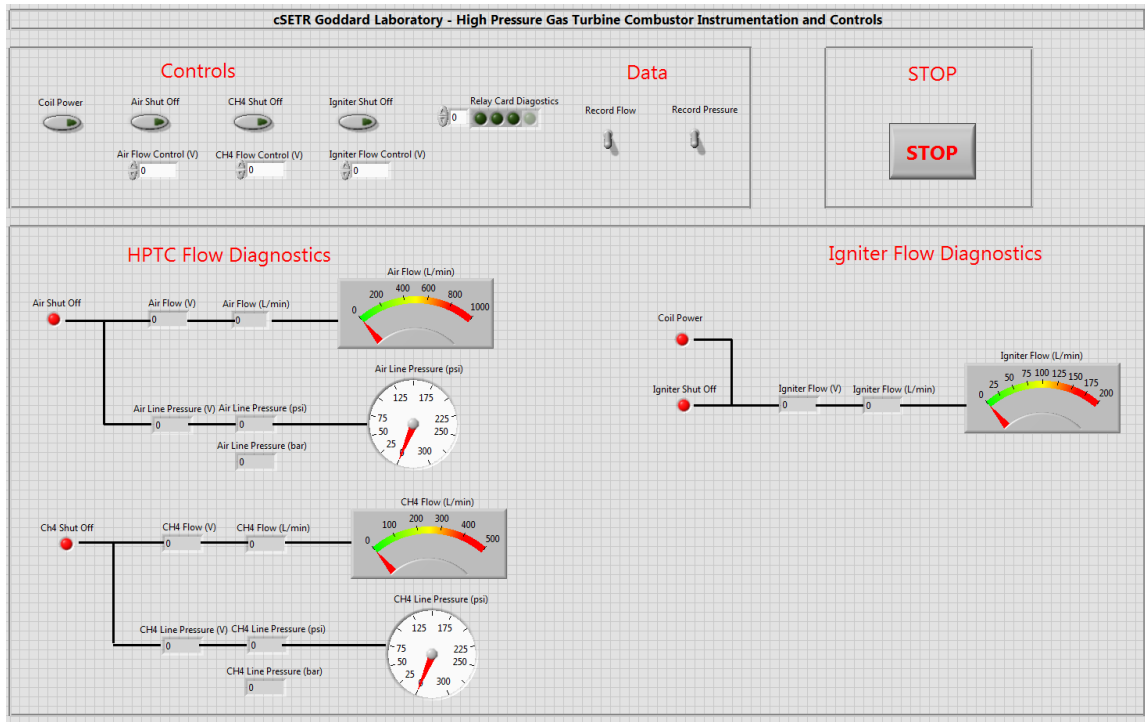 cSETR Goddard Laboratory - High Pressure Gas Turbine Combustor Instrumentation and Controls
Controls
Data
STOP
Coil Power
Air Shut Off
CH4 Shut Off
Igniter Shut Off
Relay Card Diagostics
0
Record Flow
Record Pressure
Air Flow Control (V)
0
CH4 Flow Control (V)
0
Igniter Flow Control (V)
0
STOP
HPTC Flow Diagnostics
Air Shut Off
Air Flow (V)
0
Air Flow (L/min)
0
Air Flow (L/min)
0 200 400 600 800 1000
Air Line Pressure (V)
0
Air Line Pressure (psi)
0
Air Line Pressure (bar)
0
Air Line Pressure (psi)
0 25 50 75 125 175 225 250 300
CH4 Shut Off
CH4 Flow (V)
0
CH4 Flow (L/min)
0
CH4 Flow (L/min)
0 100 200 300 400 500
CH4 Line Pressure (V)
0
CH4 Line Pressure (psi)
0
CH4 Line Pressure (bar)
0
CH4 Line Pressure (psi)
0 25 50 75 125 175 225 250 300
Igniter Flow Diagnostics
Coil Power
Igniter Shut Off
Igniter Flow (V)
0
Igniter Flow (L/min)
0
Igniter Flow (L/min)
0 25 50 75 100 125 150 175 200